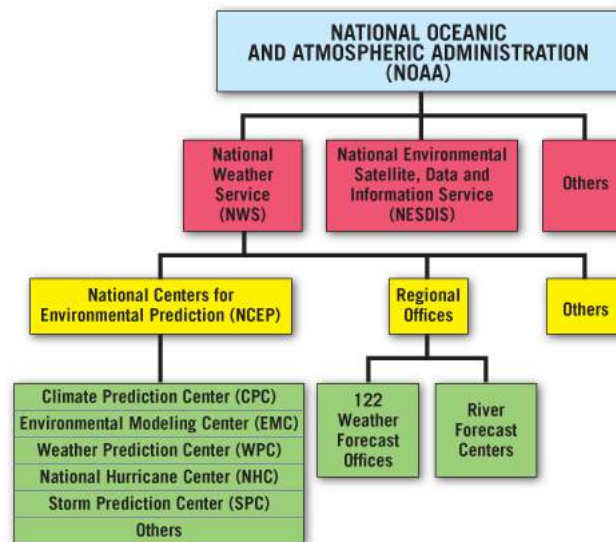 NATIONAL OCEANIC
AND ATMOSPHERIC ADMINISTRATION
(NOAA)
National
Weather
Service
(NWS)
National Environmental
Satellite, Data and
Information Service
(NESDIS)
Others
National Centers for
Environmental Prediction (NCEP)
Regional
Offices
Others
Climate Prediction Center (CPC)
Environmental Modeling Center (EMC)
Weather Prediction Center (WPC)
National Hurricane Center (NHC)
Storm Prediction Center (SPC)
Others
122
Weather
Forecast
Offices
River
Forecast
Centers